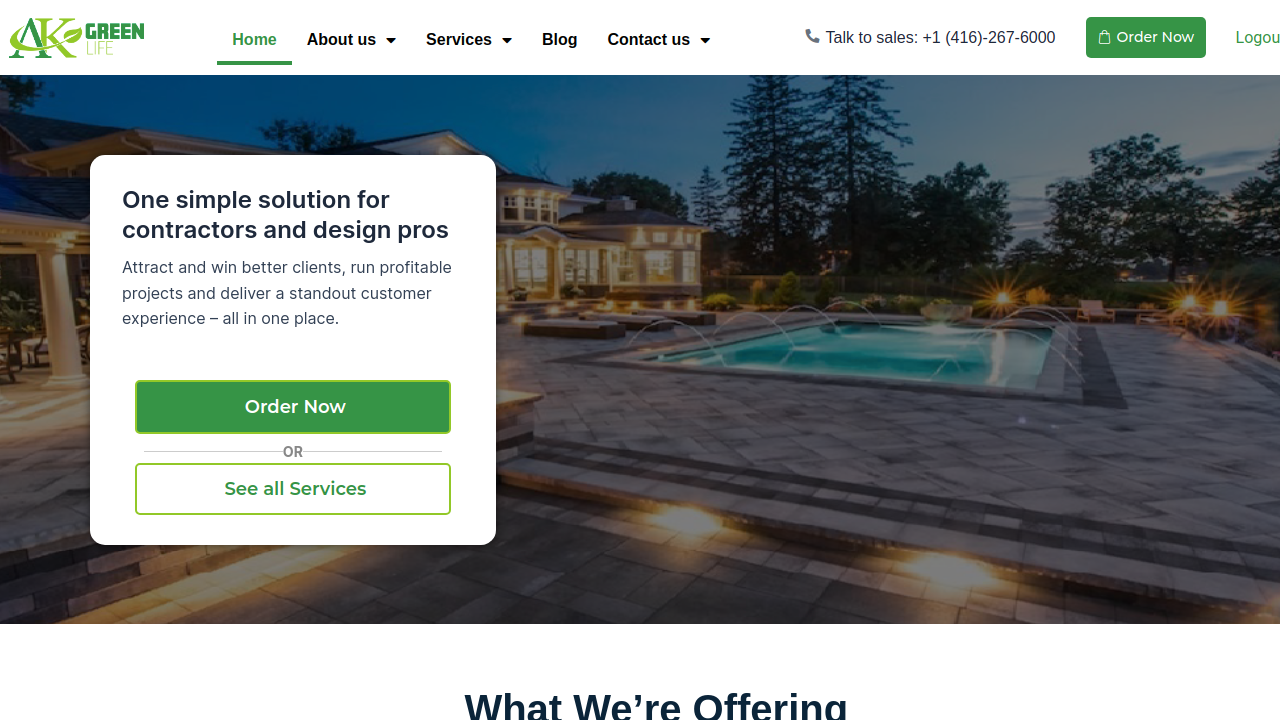 AK GREEN
LIFE
Home
About us
Services
Blog
Contact us
Talk to sales: +1 (416)-267-6000
Order Now
Logou
One simple solution for
contractors and design pros
Attract and win better clients, run profitable
projects and deliver a standout customer
experience – all in one place.
Order Now
OR
See all Services
What We’re Offering